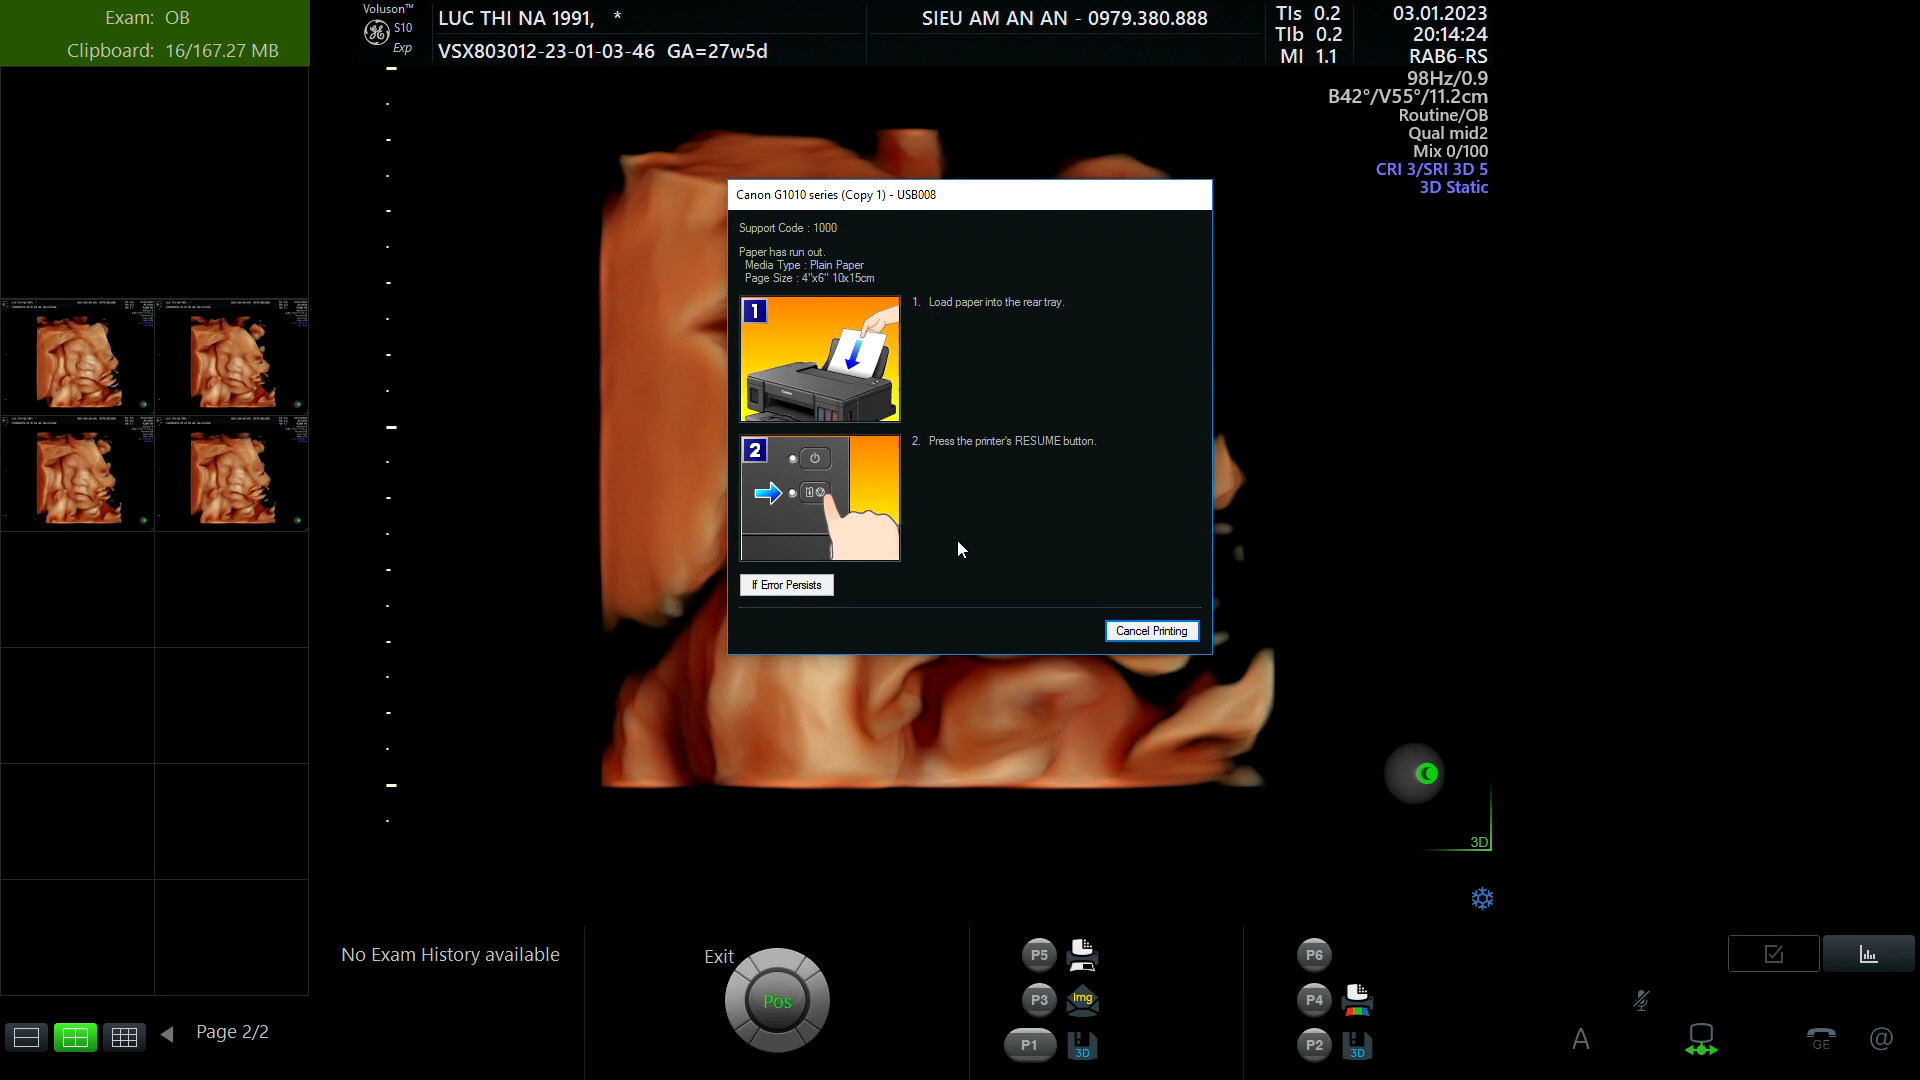 Exam: OB
Clipboard: 16/167.27 MB
Voluson™
S10
Exp
LUC THI NA 1991, *
VSX803012-23-01-03-46 GA=27w5d
SIEU AM AN AN - 0979.380.888
TIs 0.2
TIb 0.2
MI 1.1
03.01.2023
20:14:24
RAB6-RS
98Hz/0.9
B42°/V55°/11.2cm
Routine/OB
Qual mid2
Mix 0/100
CRI 3/SRI 3D 5
3D Static
Canon G1010 series (Copy 1) - USB008
Support Code : 1000
Paper has run out.
Media Type : Plain Paper
Page Size : 4"x6" 10x15cm
1
1. Load paper into the rear tray.
2
2. Press the printer's RESUME button.
If Error Persists
Cancel Printing
3D
No Exam History available
Exit
Pos
P5
P3
Img
P1
3D
P6
P4
P2
3D
A
GE
@
Page 2/2